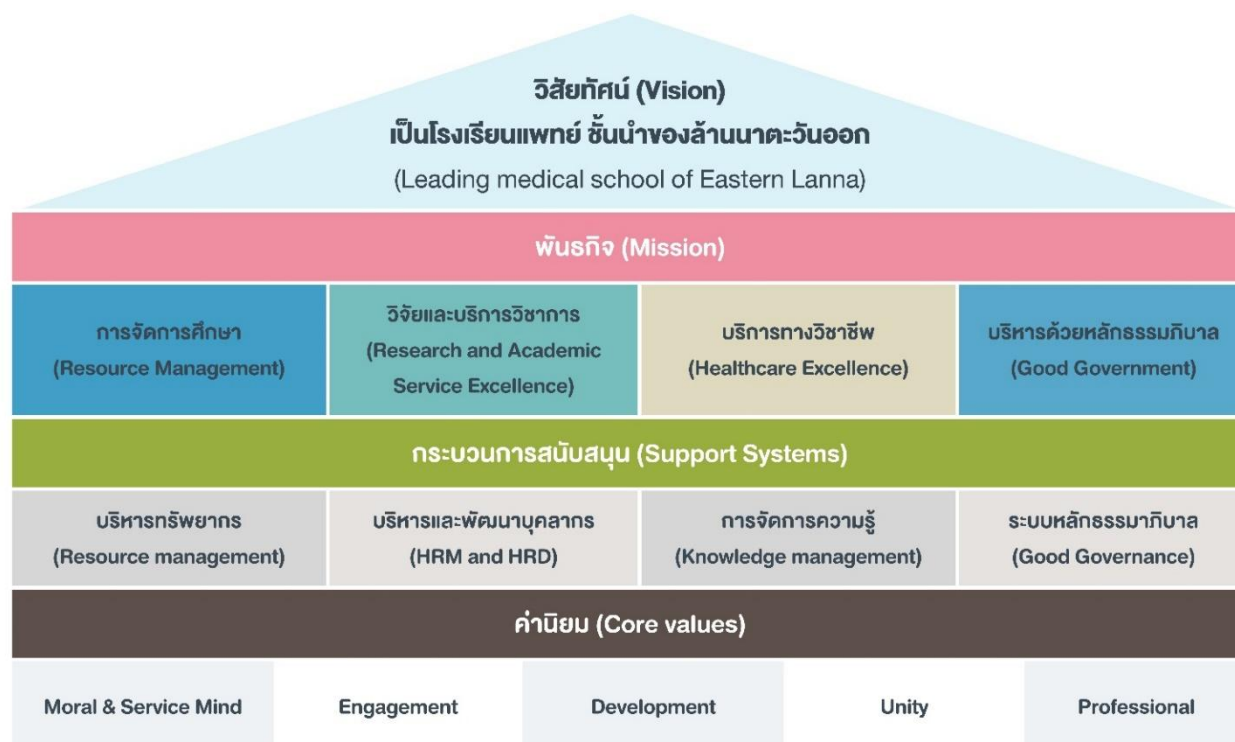 วิสัยทัศน์ (Vision)
เป็นโรงเรียนแพทย์ ชั้นนำของล้านนาตะวันออก
(Leading medical school of Eastern Lanna)
พันธกิจ (Mission)
การจัดการศึกษา
(Resource Management)
วิจัยและบริการวิชาการ
(Research and Academic
Service Excellence)
บริการทางวิชาชีพ
(Healthcare Excellence)
บริหารด้วยหลักธรรมภิบาล
(Good Government)
กระบวนการสนับสนุน (Support Systems)
บริหารทรัพยากร
(Resource management)
บริหารและพัฒนาบุคลากร
(HRM and HRD)
การจัดการความรู้
(Knowledge management)
ระบบหลักธรรมาภิบาล
(Good Governance)
ค่านิยม (Core values)
Moral & Service Mind
Engagement
Development
Unity
Professional